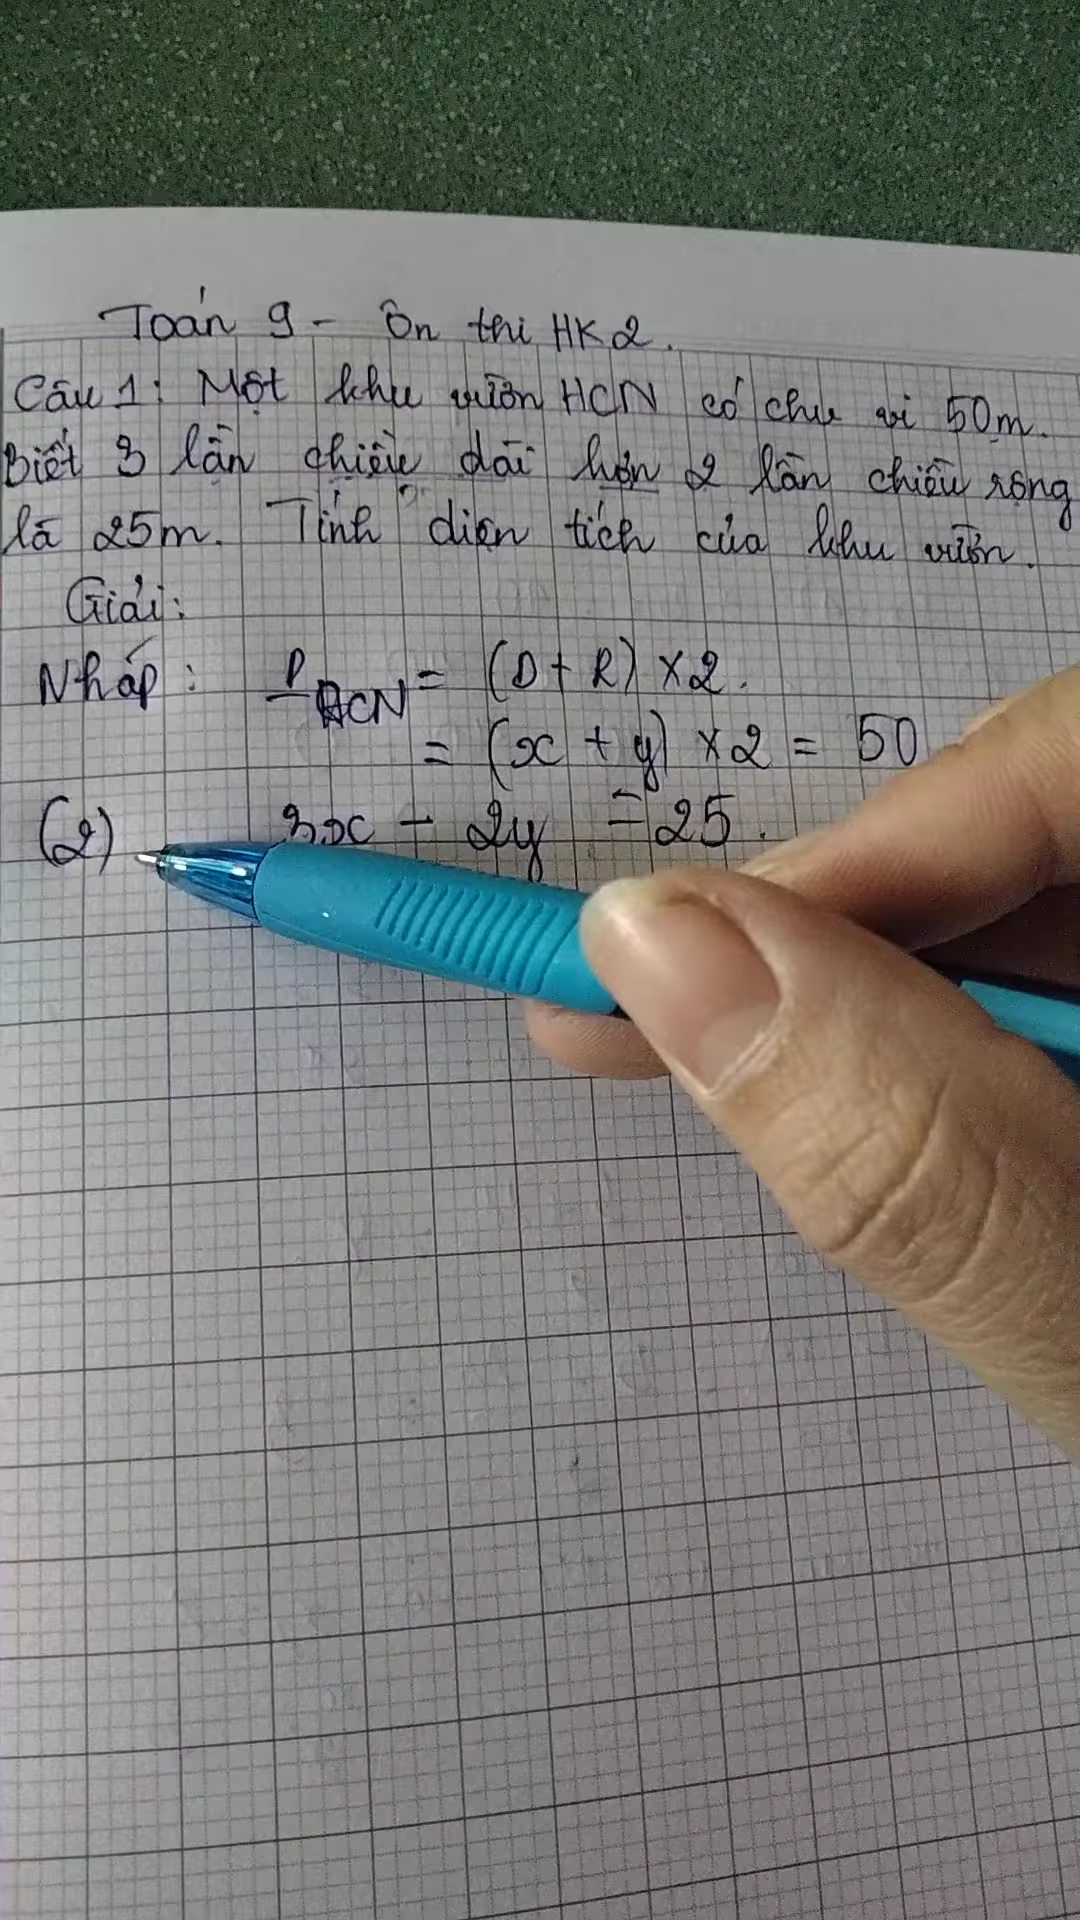 Toán 9 - Ôn thi HK2.
Câu 1: Một khu vườn HCN có chu vi 50m.
Biết 3 lần chiều dài hơn 2 lần chiều rộng
là 25m. Tính diện tích của khu vườn.
Giải:
Nháp: P HCN = (D + R) × 2.
= (x + y) × 2 = 50
(2) 3x - 2y = 25.